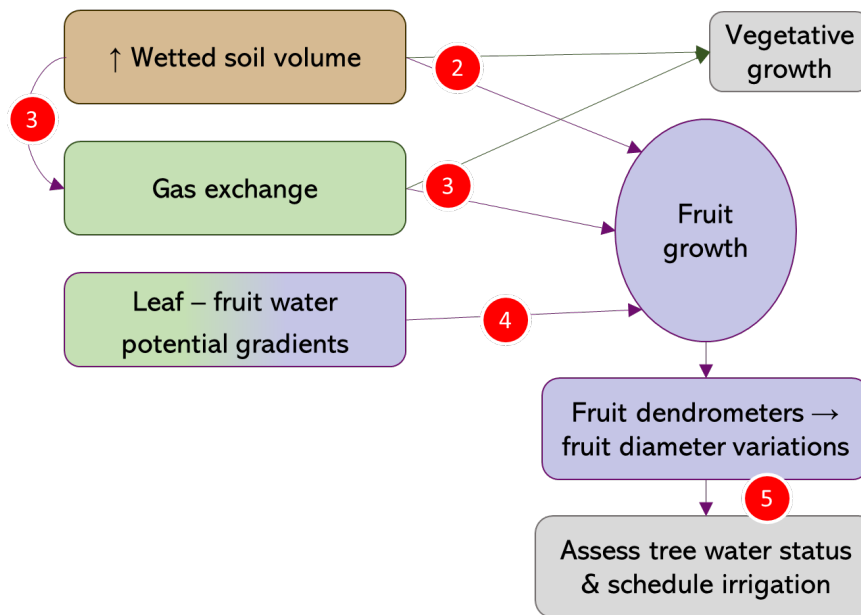 ↑ Wetted soil volume
2
Vegetative
growth
3
Gas exchange
3
Fruit
growth
Leaf – fruit water
potential gradients
4
Fruit dendrometers →
fruit diameter variations
5
Assess tree water status
& schedule irrigation